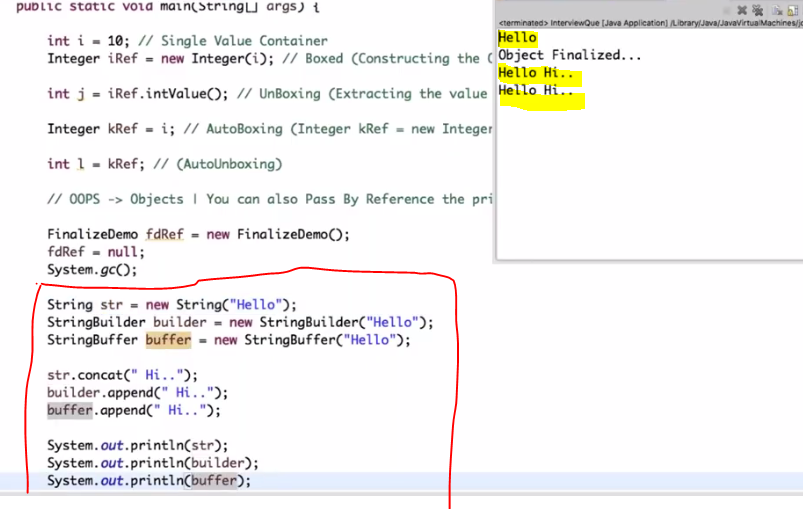 public static void main(String[] args) {
int i = 10; // Single Value Container
Integer iRef = new Integer(i); // Boxed (Constructing the
int j = iRef.intValue(); // UnBoxing (Extracting the value
Integer kRef = i; // AutoBoxing (Integer kRef = new Integer
int l = kRef; // (AutoUnboxing)
// OOPS -> Objects | You can also Pass By Reference the pri
FinalizeDemo fdRef = new FinalizeDemo();
fdRef = null;
System.gc();
String str = new String("Hello");
StringBuilder builder = new StringBuilder("Hello");
StringBuffer buffer = new StringBuffer("Hello");
str.concat(" Hi..");
builder.append(" Hi..");
buffer.append(" Hi..");
System.out.println(str);
System.out.println(builder);
System.out.println(buffer);
<terminated> InterviewQue [Java Application] /Library/Java/JavaVirtualMachines/
Hello
Object Finalized...
Hello Hi..
Hello Hi..